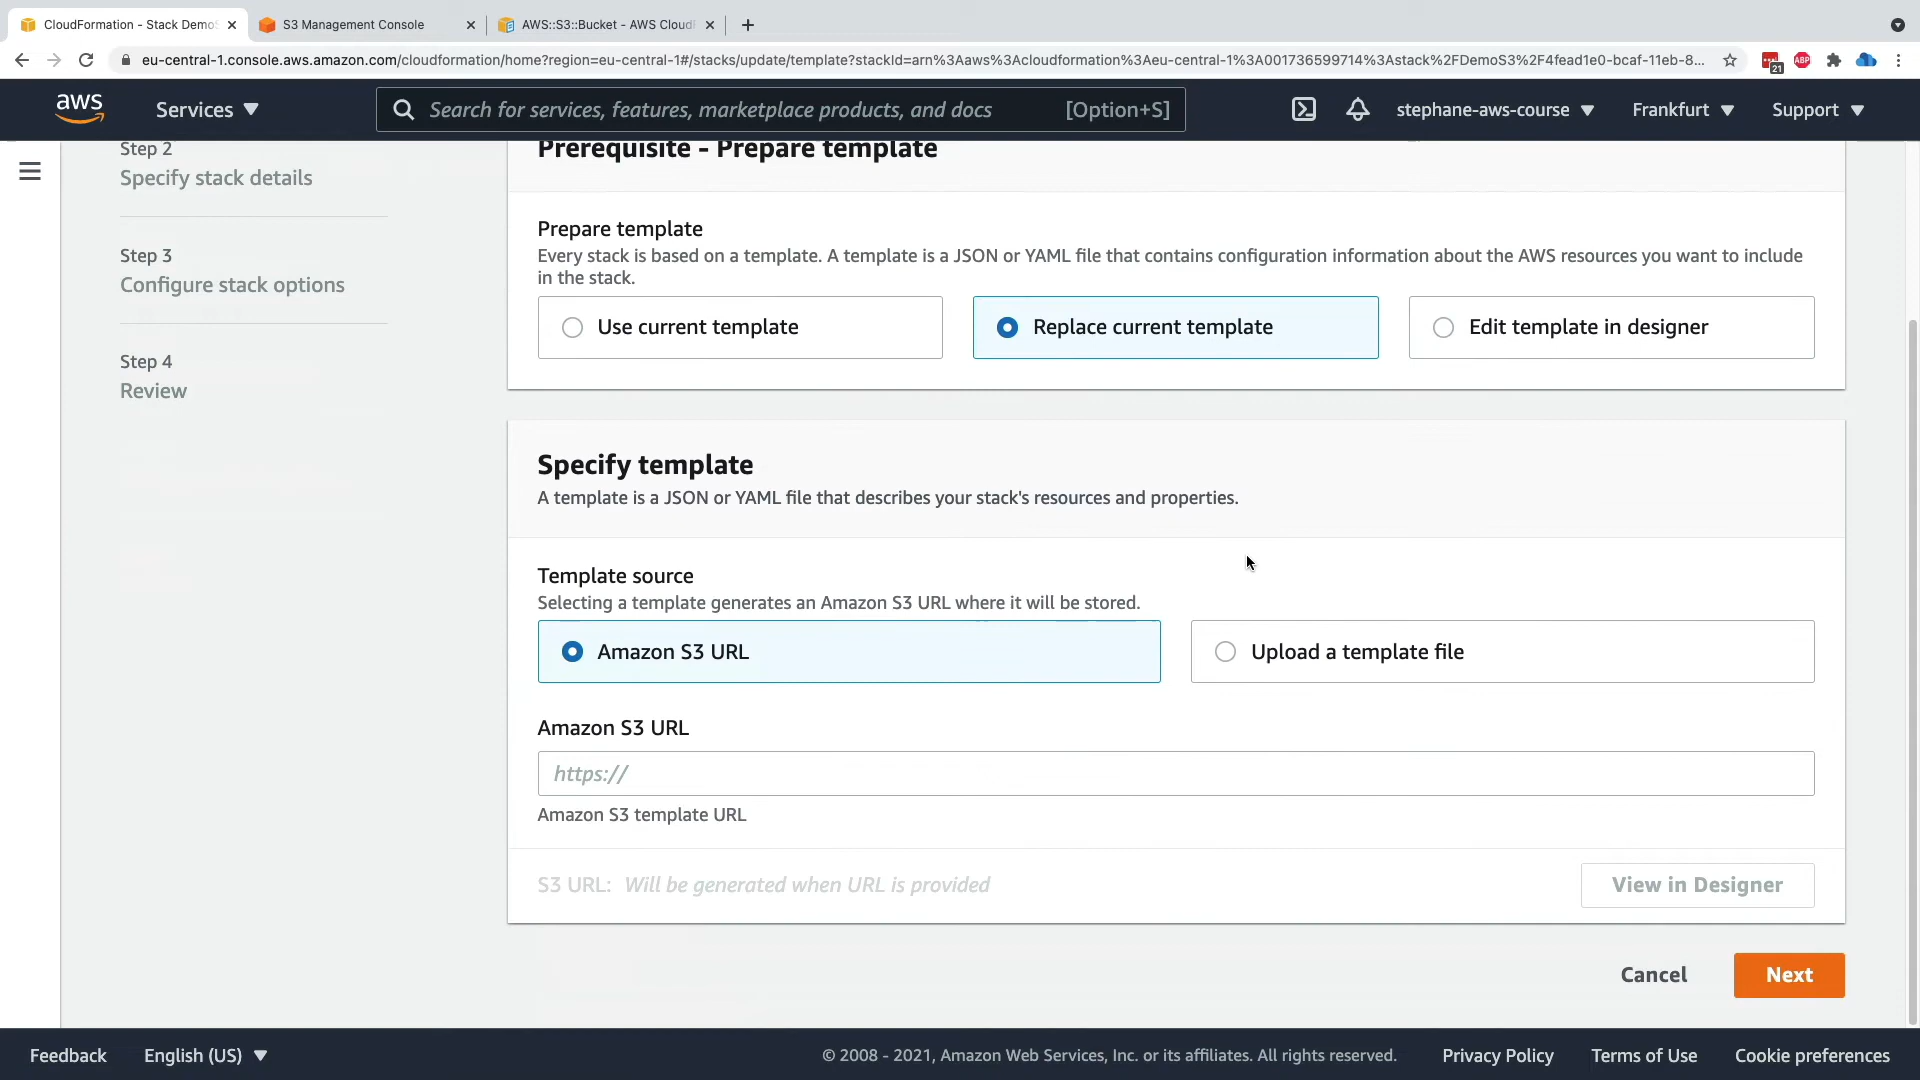 CloudFormation - Stack Demo
S3 Management Console
AWS::S3::Bucket - AWS Cloud
eu-central-1.console.aws.amazon.com/cloudformation/home?region=eu-central-1#/stacks/update/template?stackId=arn%3Aaws%3Acloudformation%3Aeu-central-1%3A001736599714%3Astack%2FDemoS3%2F4fead1e0-bcaf-11eb-8...
21
ABP
aws
Services
Search for services, features, marketplace products, and docs
[Option+S]
stephane-aws-course
Frankfurt
Support
Step 2
Specify stack details
Step 3
Configure stack options
Step 4
Review
Prerequisite - Prepare template
Prepare template
Every stack is based on a template. A template is a JSON or YAML file that contains configuration information about the AWS resources you want to include
in the stack.
Use current template
Replace current template
Edit template in designer
Specify template
A template is a JSON or YAML file that describes your stack's resources and properties.
Template source
Selecting a template generates an Amazon S3 URL where it will be stored.
Amazon S3 URL
Upload a template file
Amazon S3 URL
https://
Amazon S3 template URL
S3 URL: Will be generated when URL is provided
View in Designer
Cancel
Next
Feedback
English (US)
© 2008 - 2021, Amazon Web Services, Inc. or its affiliates. All rights reserved.
Privacy Policy
Terms of Use
Cookie preferences